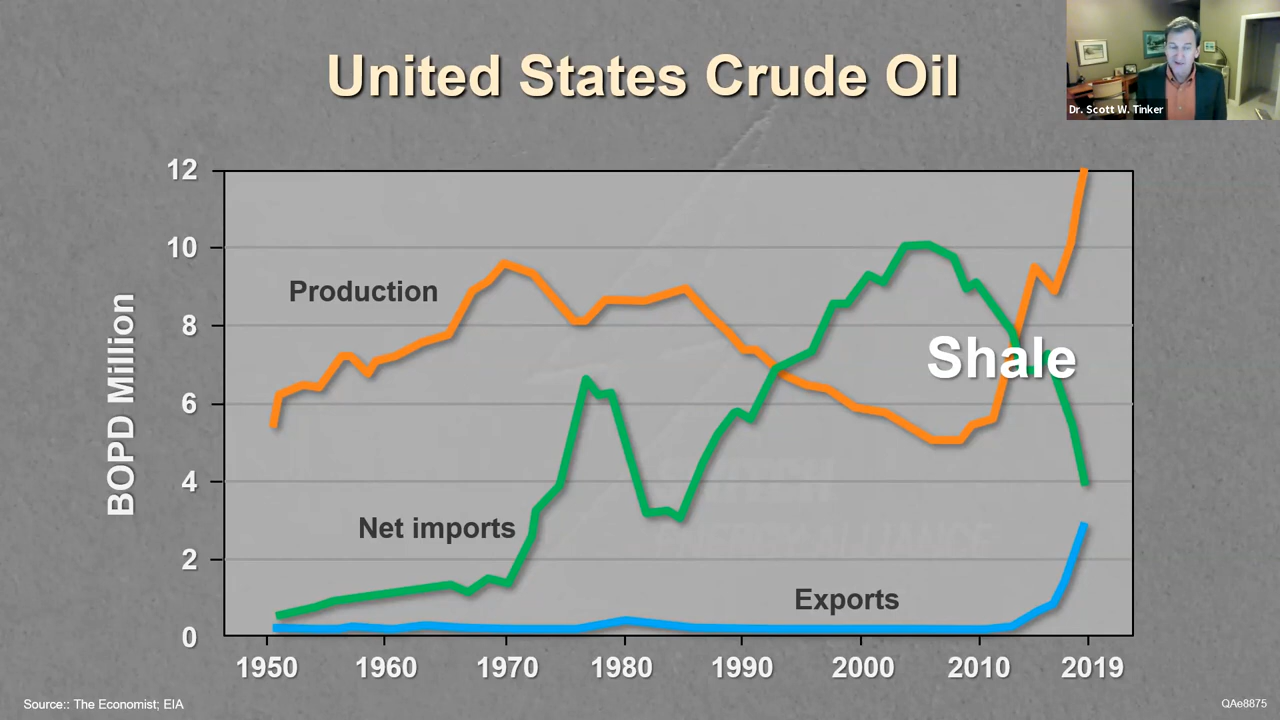 United States Crude Oil
Dr. Scott W. Tinker
12
10
8
6
4
2
0
BOPD Million
Production
Net imports
Shale
Exports
1950 1960 1970 1980 1990 2000 2010 2019
Source:: The Economist; EIA
QAe8875